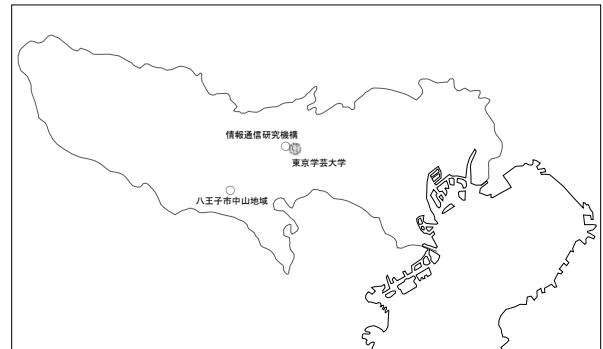 情報通信研究機構
東京学芸大学
八王子市中山地域